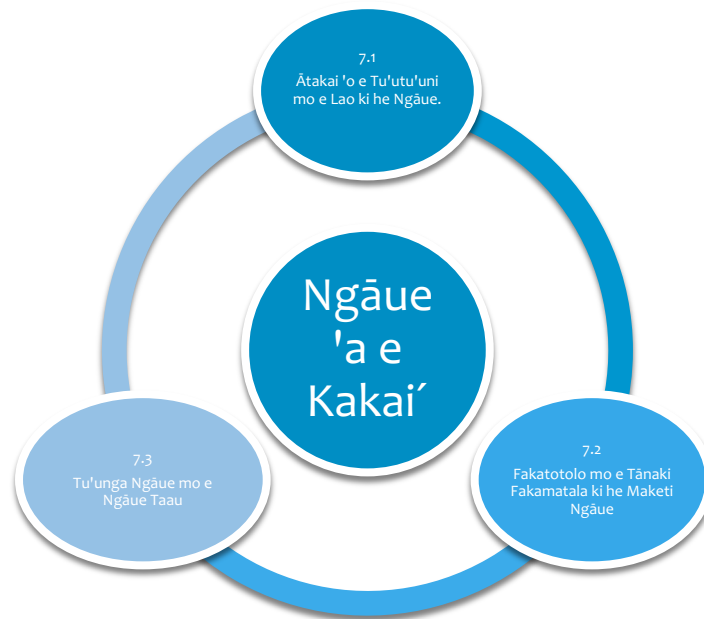 7.1
Ātakai 'o e Tu'utu'uni
mo e Lao ki he Ngāue.
Ngāue
'a e
Kakai´
7.3
Tu'unga Ngāue mo e
Ngāue Taau
7.2
Fakatotolo mo e Tānaki
Fakamatala ki he Maketi
Ngāue